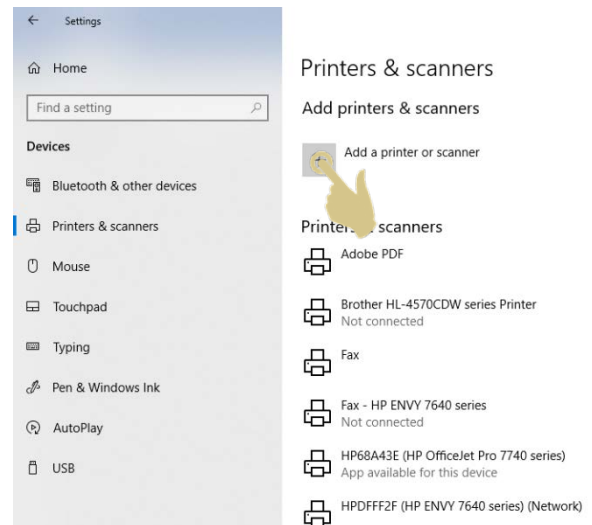 Settings
Home
Find a setting
Devices
Bluetooth & other devices
Printers & scanners
Mouse
Touchpad
Typing
Pen & Windows Ink
AutoPlay
USB
Printers & scanners
Add printers & scanners
Add a printer or scanner
Printers & scanners
Adobe PDF
Brother HL-4570CDW series Printer
Not connected
Fax
Fax - HP ENVY 7640 series
Not connected
HP68A43E (HP OfficeJet Pro 7740 series)
App available for this device
HPDFFF2F (HP ENVY 7640 series) (Network)